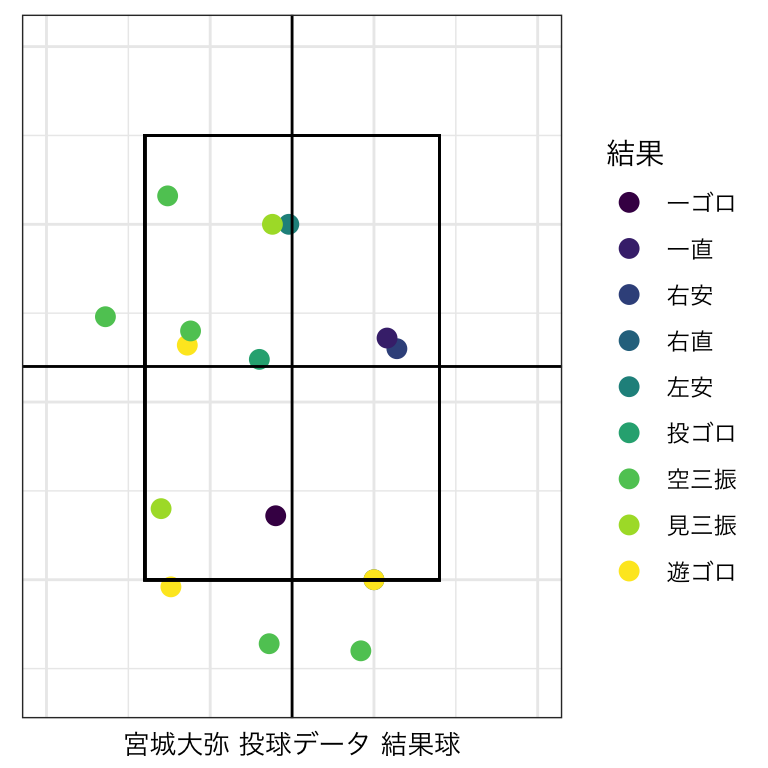 結果
一ゴロ
一直
右安
右直
左安
投ゴロ
空三振
見三振
遊ゴロ
宮城大弥 投球データ 結果球